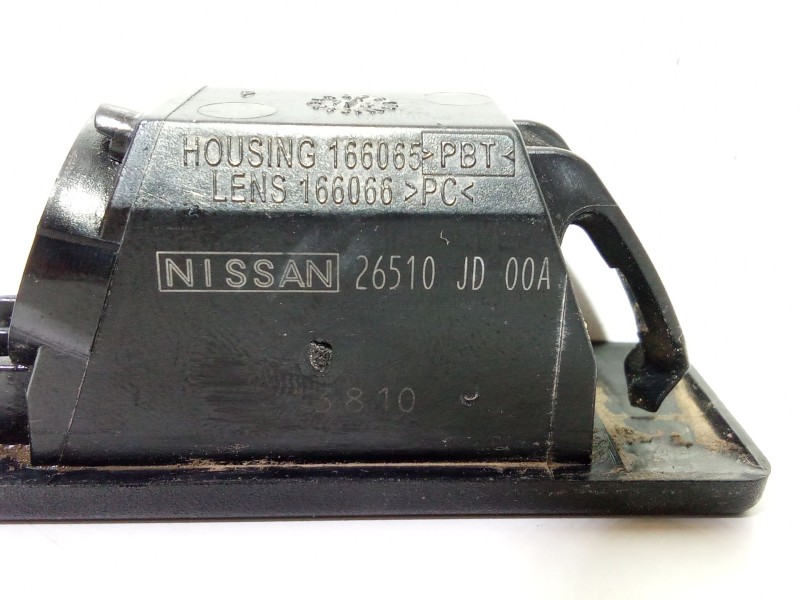 HOUSING 166065 >PBT<
LENS 166066 >PC<
NISSAN 26510 JD 00A
3810